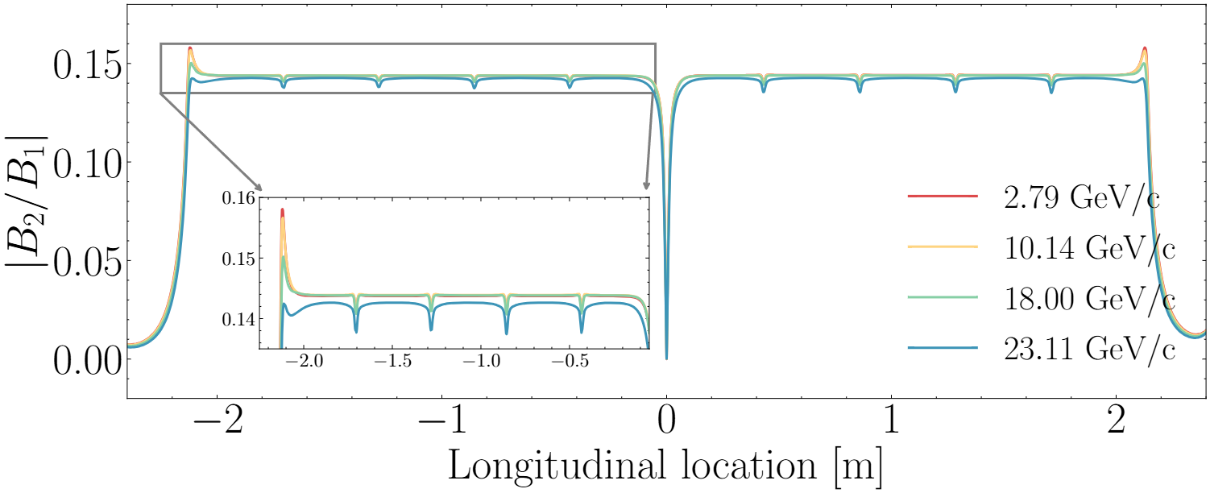 0.15
0.10
0.05
0.00
|B₂/B₁|
−2
−1
0
1
2
Longitudinal location [m]
0.16
0.15
0.14
−2.0
−1.5
−1.0
−0.5
2.79 GeV/c
10.14 GeV/c
18.00 GeV/c
23.11 GeV/c